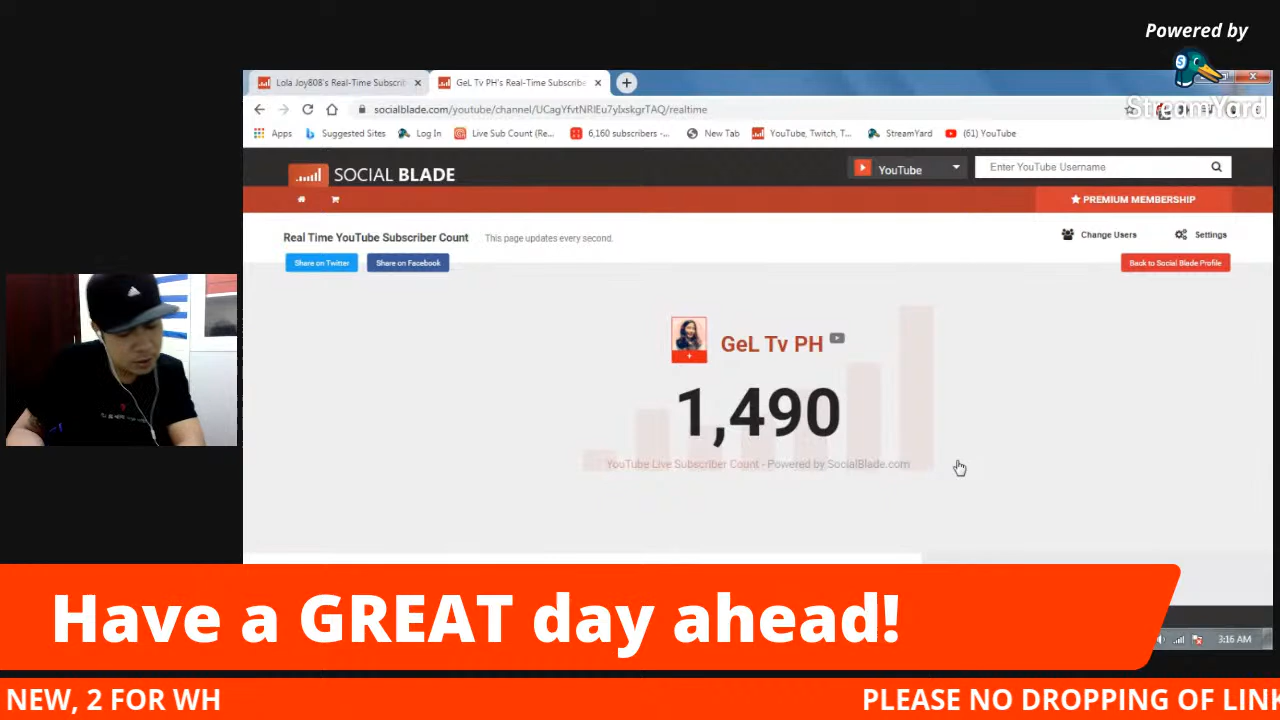 Powered by
StreamYard
Lola Joy808's Real-Time Subscrib
GeL Tv PH's Real-Time Subscribe
socialblade.com/youtube/channel/UCagYfvtNRIEu7yIxskgrTAQ/realtime
Apps
Suggested Sites
Log In
Live Sub Count (Re...
6,160 subscribers -...
New Tab
YouTube, Twitch, T...
StreamYard
(61) YouTube
SOCIAL BLADE
YouTube
Enter YouTube Username
PREMIUM MEMBERSHIP
Real Time YouTube Subscriber Count
This page updates every second.
Change Users
Settings
Share on Twitter
Share on Facebook
Back to Social Blade Profile
GeL Tv PH
1,490
YouTube Live Subscriber Count - Powered by SocialBlade.com
Have a GREAT day ahead!
3:16 AM
NEW, 2 FOR WH
PLEASE NO DROPPING OF LINK